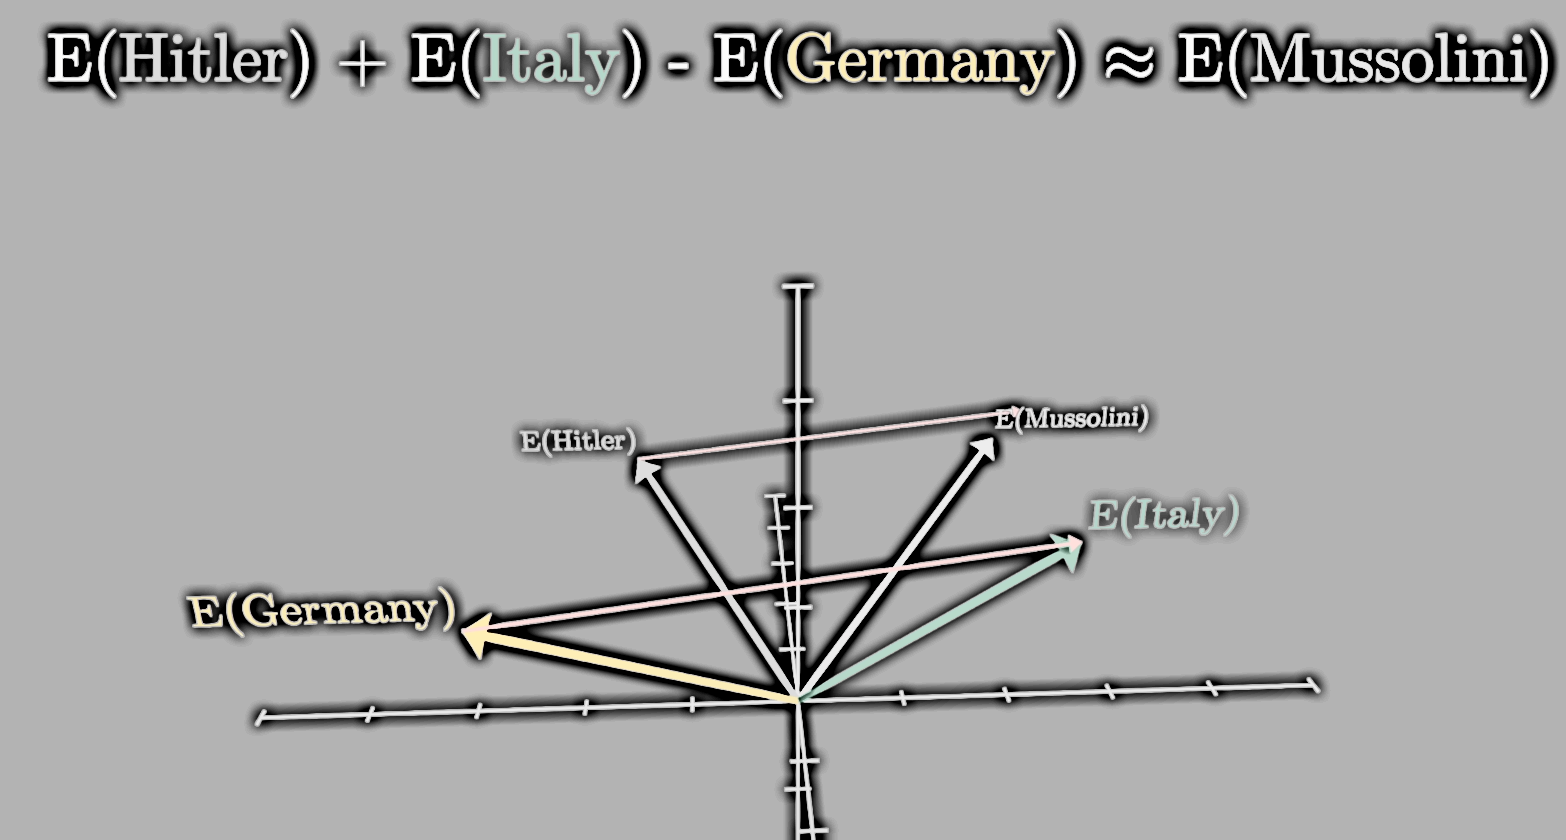 E(Hitler) + E(Italy) - E(Germany) ≈ E(Mussolini)
E(Hitler)
E(Mussolini)
E(Italy)
E(Germany)